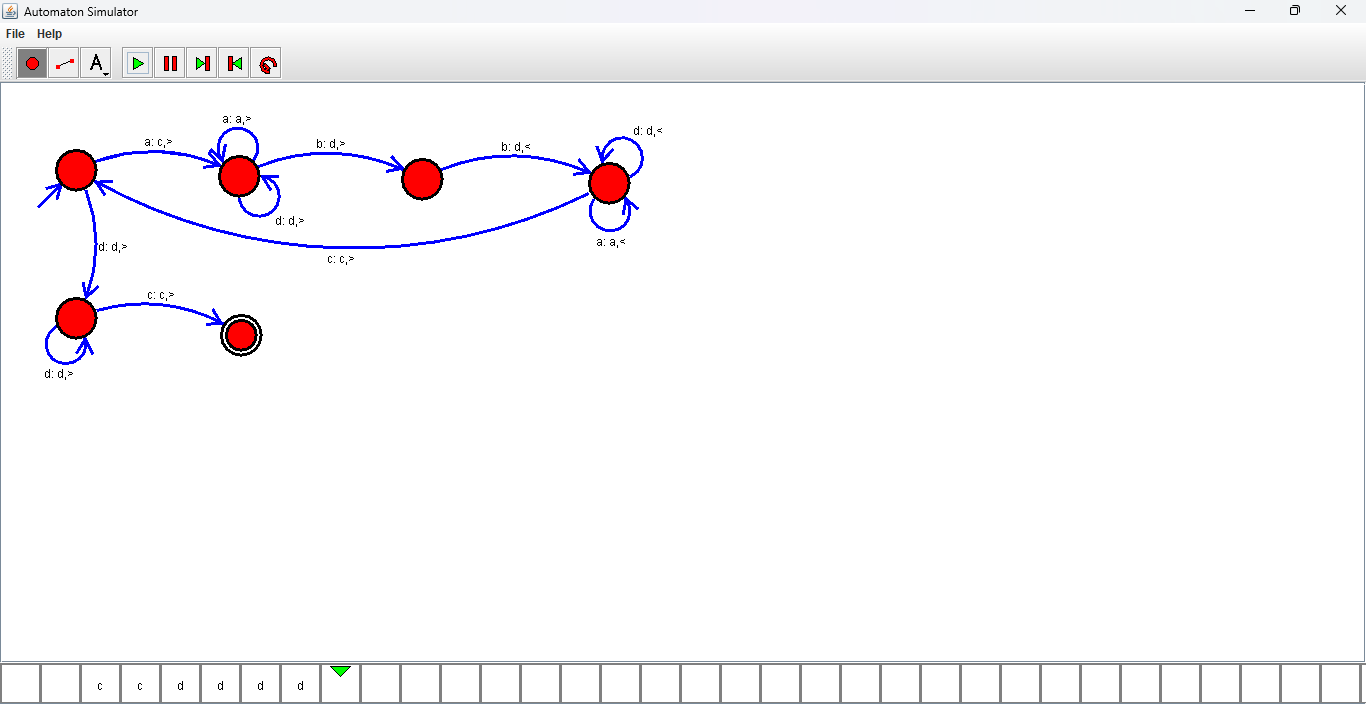 Automaton Simulator
File Help
A
a: a,>
a: c,>
b: d,>
b: d,<
d: d,<
d: d,>
a: a,<
d: d,>
c: c,>
c: c,>
d: d,>
c c d d d d